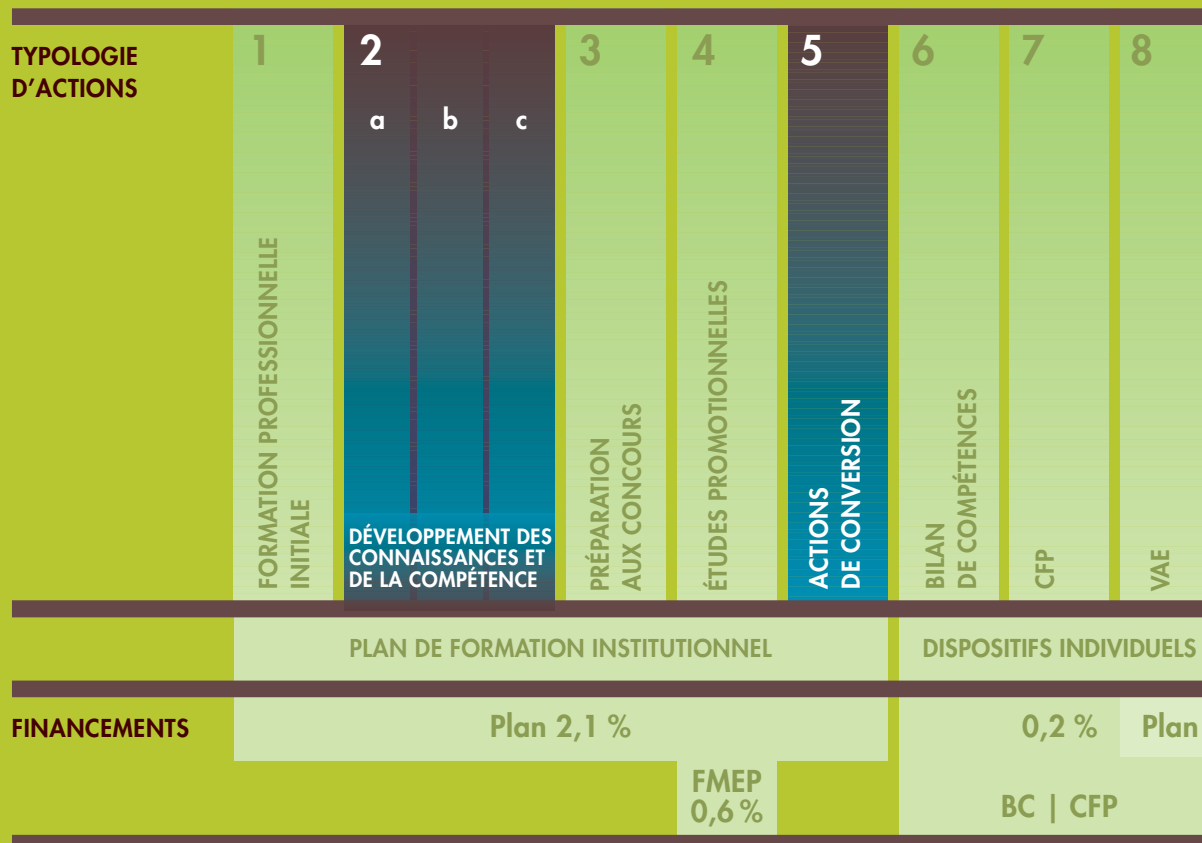 TYPOLOGIE
D'ACTIONS
1
2
3
4
5
6
7
8
a
b
c
FORMATION PROFESSIONNELLE
INITIALE
DÉVELOPPEMENT DES
CONNAISSANCES ET
DE LA COMPÉTENCE
PRÉPARATION
AUX CONCOURS
ÉTUDES PROMOTIONNELLES
ACTIONS
DE CONVERSION
BILAN
DE COMPÉTENCES
CFP
VAE
PLAN DE FORMATION INSTITUTIONNEL
DISPOSITIFS INDIVIDUELS
FINANCEMENTS
Plan 2,1 %
0,2 %
Plan
FMEP
0,6 %
BC | CFP